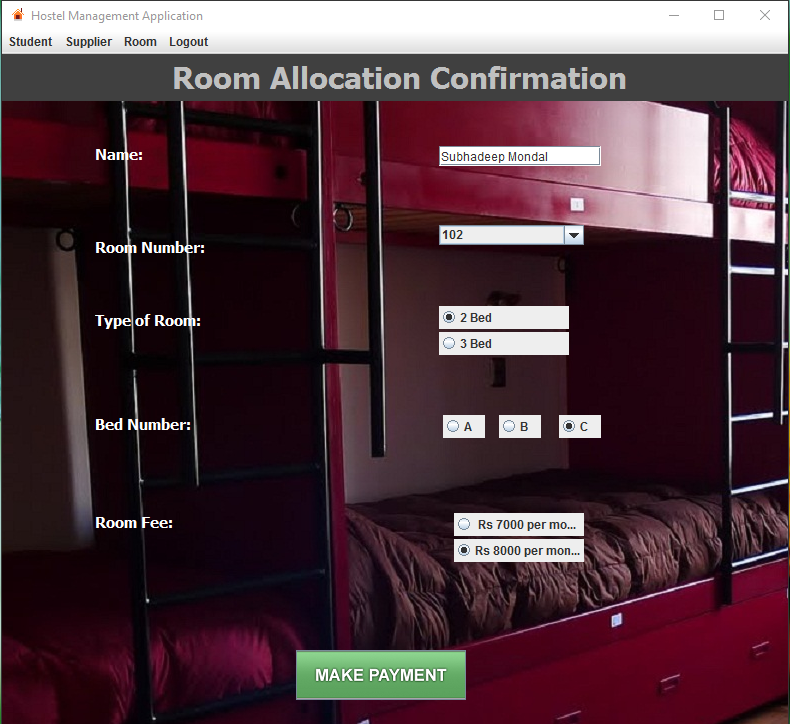 Hostel Management Application
Student Supplier Room Logout
Room Allocation Confirmation
Name: Subhadeep Mondal
Room Number: 102
Type of Room: 2 Bed
3 Bed
Bed Number: A B C
Room Fee: Rs 7000 per mo...
Rs 8000 per mon...
MAKE PAYMENT